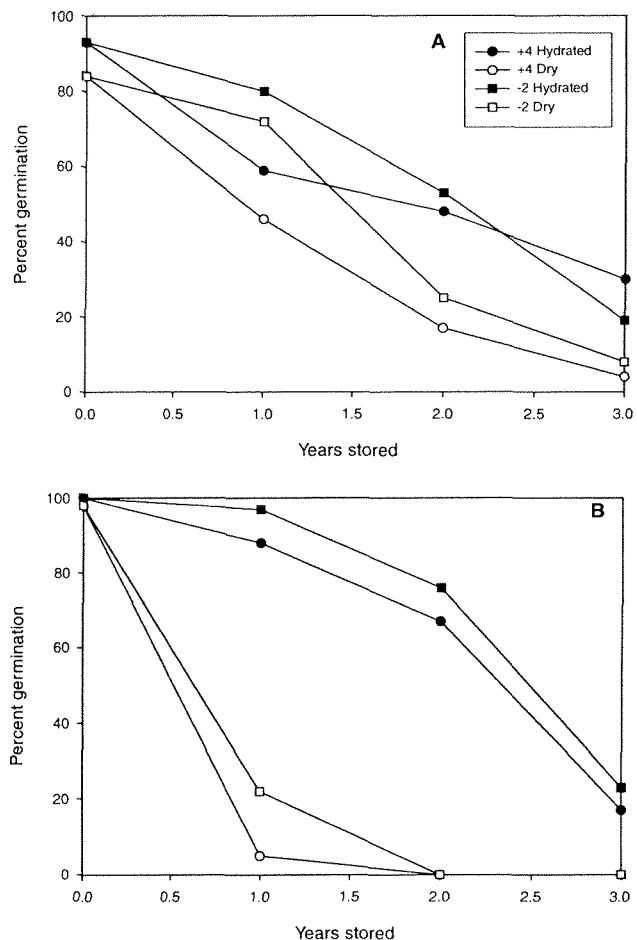 100
A
+4 Hydrated
+4 Dry
-2 Hydrated
-2 Dry
80
60
40
20
0
Percent germination
0.0 0.5 1.0 1.5 2.0 2.5 3.0
Years stored
100
B
80
60
40
20
0
Percent germination
0.0 0.5 1.0 1.5 2.0 2.5 3.0
Years stored